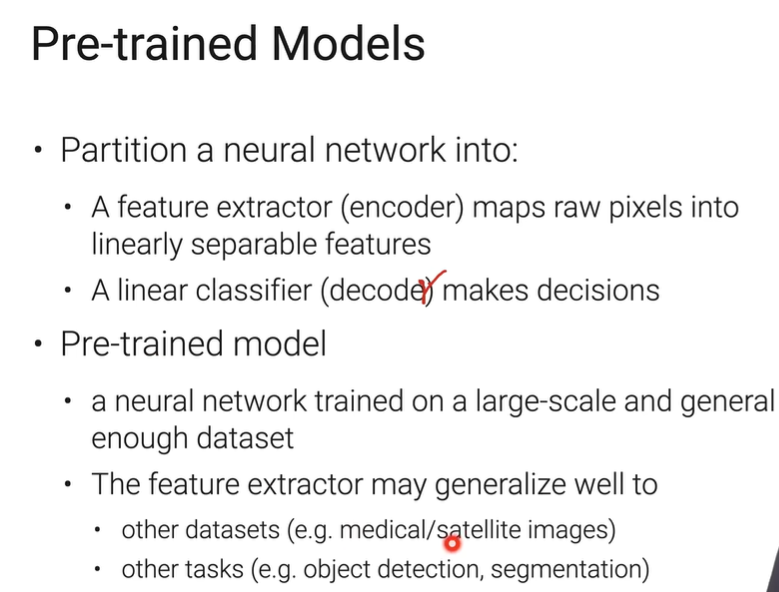 Pre-trained Models
• Partition a neural network into:
• A feature extractor (encoder) maps raw pixels into
linearly separable features
• A linear classifier (decoder) makes decisions
• Pre-trained model
• a neural network trained on a large-scale and general
enough dataset
• The feature extractor may generalize well to
• other datasets (e.g. medical/satellite images)
• other tasks (e.g. object detection, segmentation)